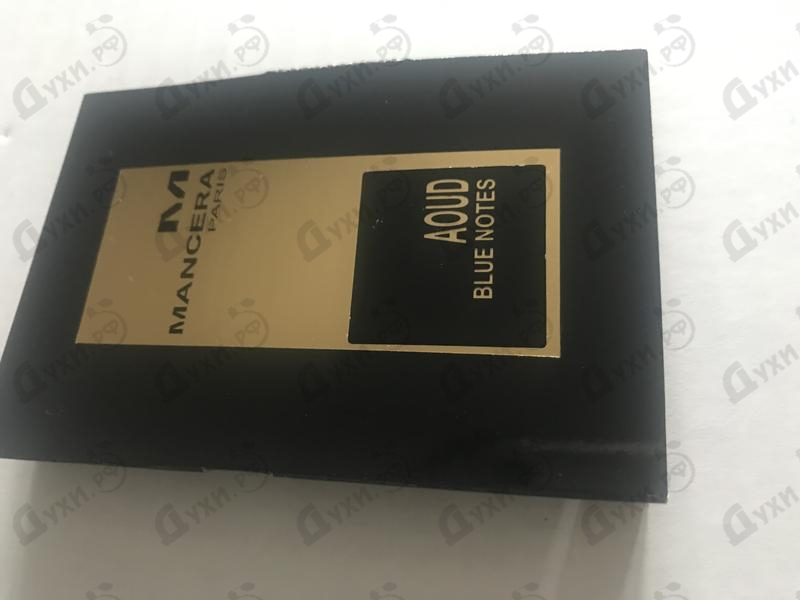 M
MANCERA
PARIS
AOUD
BLUE NOTES
Духи.рф